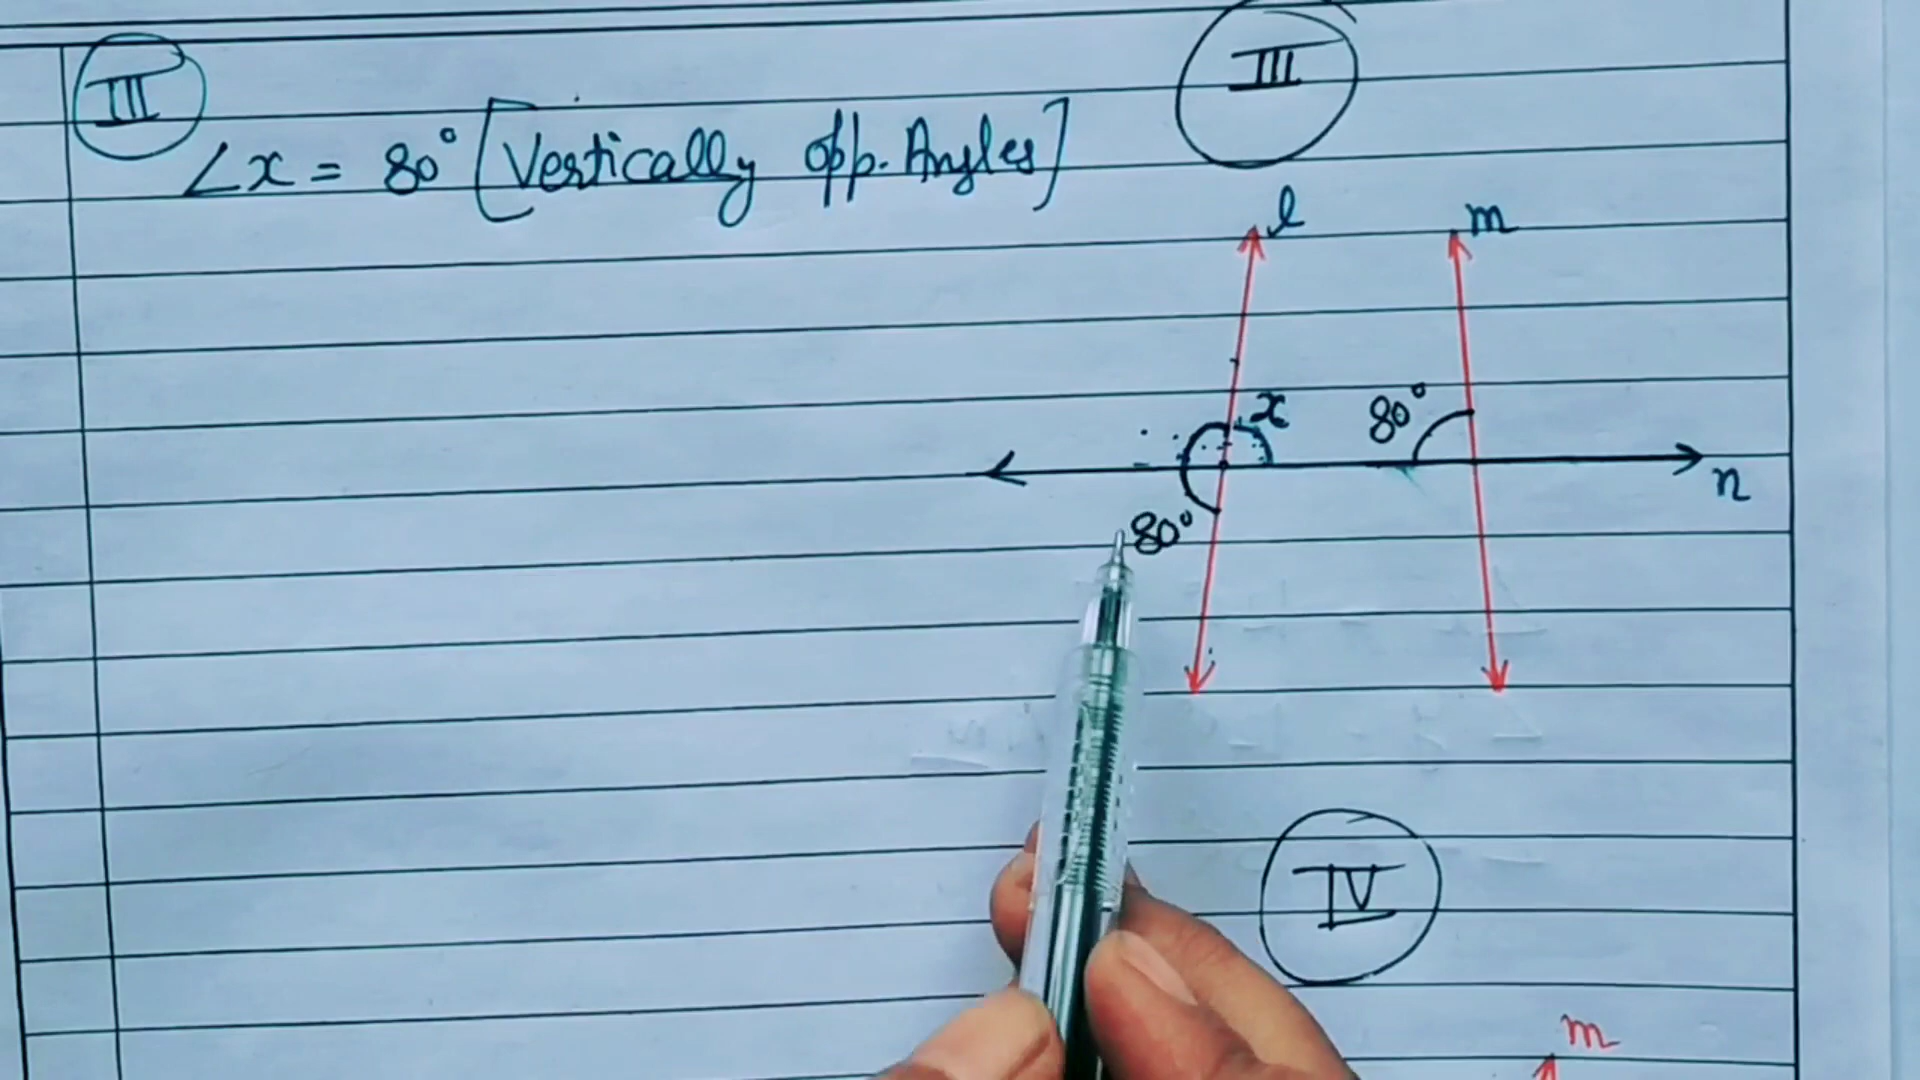 III
∠x = 80° [Vertically opp. Angles]
III
l
m
x
80°
n
80°
IV
m